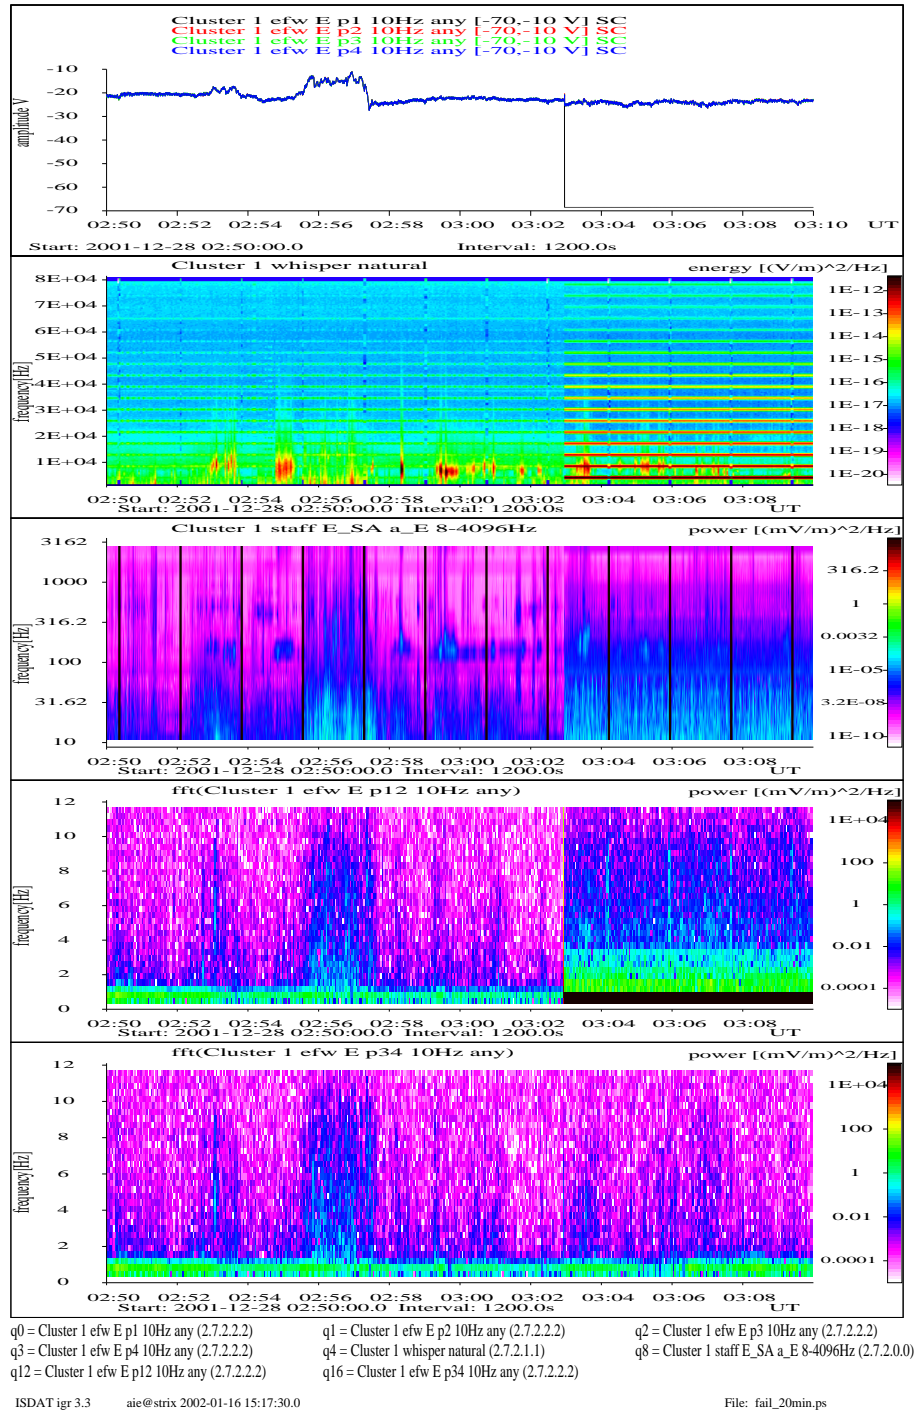 Cluster 1 efw E p1 10Hz any [-70,-10 V] SC
Cluster 1 efw E p2 10Hz any [-70,-10 V] SC
Cluster 1 efw E p3 10Hz any [-70,-10 V] SC
Cluster 1 efw E p4 10Hz any [-70,-10 V] SC
amplitude V
-10
-20
-30
-40
-50
-60
-70
02:50 02:52 02:54 02:56 02:58 03:00 03:02 03:04 03:06 03:08 03:10 UT
Start: 2001-12-28 02:50:00.0 Interval: 1200.0s
Cluster 1 whisper natural energy [(V/m)^2/Hz]
frequency[Hz]
8E+04
7E+04
6E+04
5E+04
4E+04
3E+04
2E+04
1E+04
1E-12
1E-13
1E-14
1E-15
1E-16
1E-17
1E-18
1E-19
1E-20
02:50 02:52 02:54 02:56 02:58 03:00 03:02 03:04 03:06 03:08
Start: 2001-12-28 02:50:00.0 Interval: 1200.0s UT
Cluster 1 staff E_SA a_E 8-4096Hz power [(mV/m)^2/Hz]
frequency[Hz]
3162
1000
316.2
100
31.62
10
316.2
1
0.0032
1E-05
3.2E-08
1E-10
02:50 02:52 02:54 02:56 02:58 03:00 03:02 03:04 03:06 03:08
Start: 2001-12-28 02:50:00.0 Interval: 1200.0s UT
fft(Cluster 1 efw E p12 10Hz any) power [(mV/m)^2/Hz]
frequency[Hz]
12
10
8
6
4
2
0
1E+04
100
1
0.01
0.0001
02:50 02:52 02:54 02:56 02:58 03:00 03:02 03:04 03:06 03:08
Start: 2001-12-28 02:50:00.0 Interval: 1200.0s UT
fft(Cluster 1 efw E p34 10Hz any) power [(mV/m)^2/Hz]
frequency[Hz]
12
10
8
6
4
2
0
1E+04
100
1
0.01
0.0001
02:50 02:52 02:54 02:56 02:58 03:00 03:02 03:04 03:06 03:08
Start: 2001-12-28 02:50:00.0 Interval: 1200.0s UT
q0 = Cluster 1 efw E p1 10Hz any (2.7.2.2.2) q1 = Cluster 1 efw E p2 10Hz any (2.7.2.2.2) q2 = Cluster 1 efw E p3 10Hz any (2.7.2.2.2)
q3 = Cluster 1 efw E p4 10Hz any (2.7.2.2.2) q4 = Cluster 1 whisper natural (2.7.2.1.1) q8 = Cluster 1 staff E_SA a_E 8-4096Hz (2.7.2.0.0)
q12 = Cluster 1 efw E p12 10Hz any (2.7.2.2.2) q16 = Cluster 1 efw E p34 10Hz any (2.7.2.2.2)
ISDAT igr 3.3 aie@strix 2002-01-16 15:17:30.0 File: fail_20min.ps